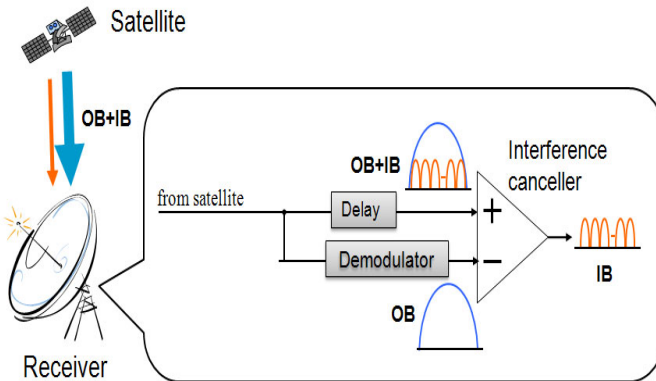 Satellite
OB+IB
OB+IB
Interference
canceller
from satellite
Delay
+
Demodulator
−
IB
OB
Receiver